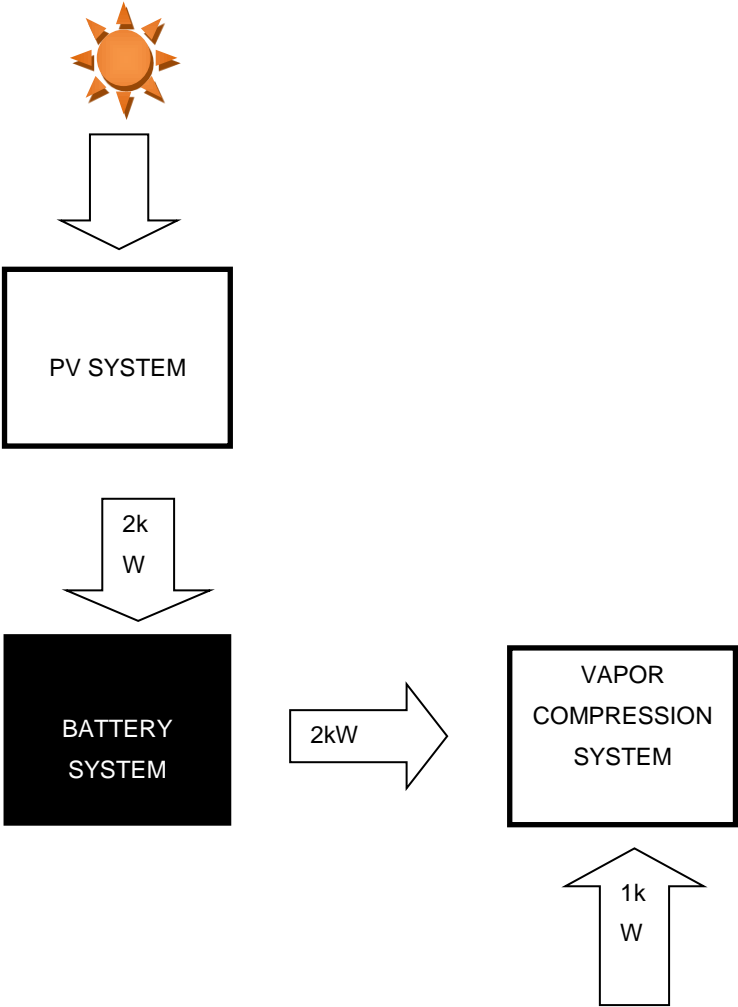 PV SYSTEM
2k
W
BATTERY
SYSTEM
2kW
VAPOR
COMPRESSION
SYSTEM
1k
W